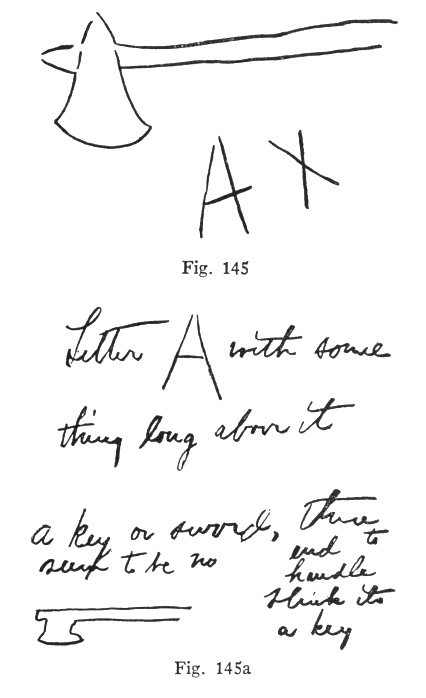 A X
Fig. 145
Letter A with some
thing long above it
a key or sword, there
seems to be no
end to
handle
think its
a key
Fig. 145a